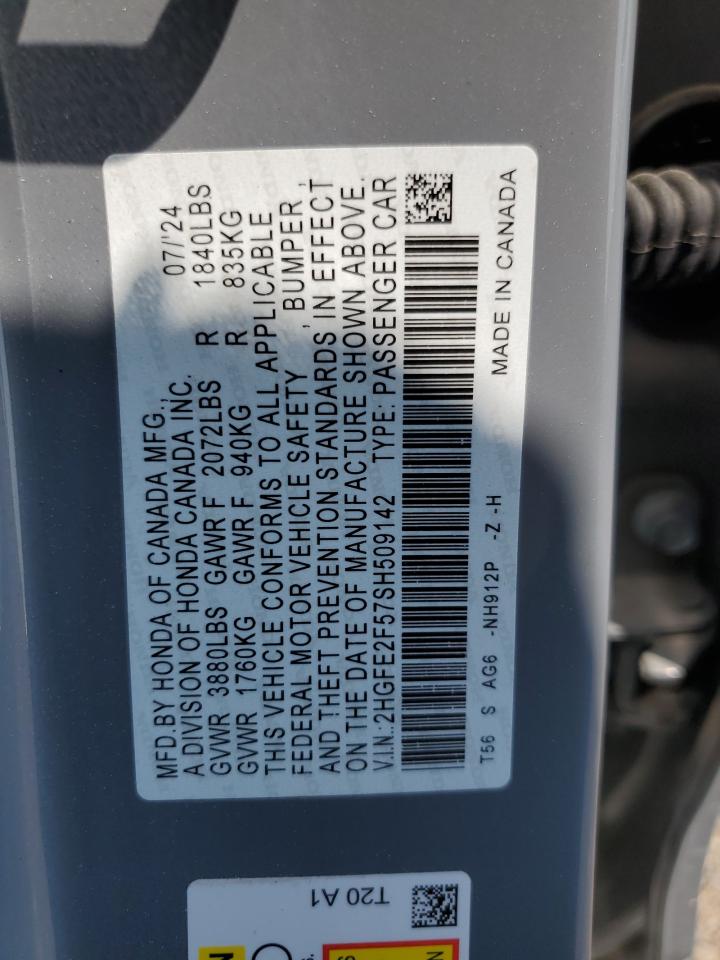 MFD.BY HONDA OF CANADA MFG., 07/'24
A DIVISION OF HONDA CANADA INC.
GVWR 3880LBS GAWR F 2072LBS R 1840LBS
GVWR 1760KG GAWR F 940KG R 835KG
THIS VEHICLE CONFORMS TO ALL APPLICABLE
FEDERAL MOTOR VEHICLE SAFETY , BUMPER ,
AND THEFT PREVENTION STANDARDS IN EFFECT
ON THE DATE OF MANUFACTURE SHOWN ABOVE.
V.I.N.:2HGFE2F57SH509142 TYPE: PASSENGER CAR
T56 S AG6 -NH912P -Z -H MADE IN CANADA
T20 A1